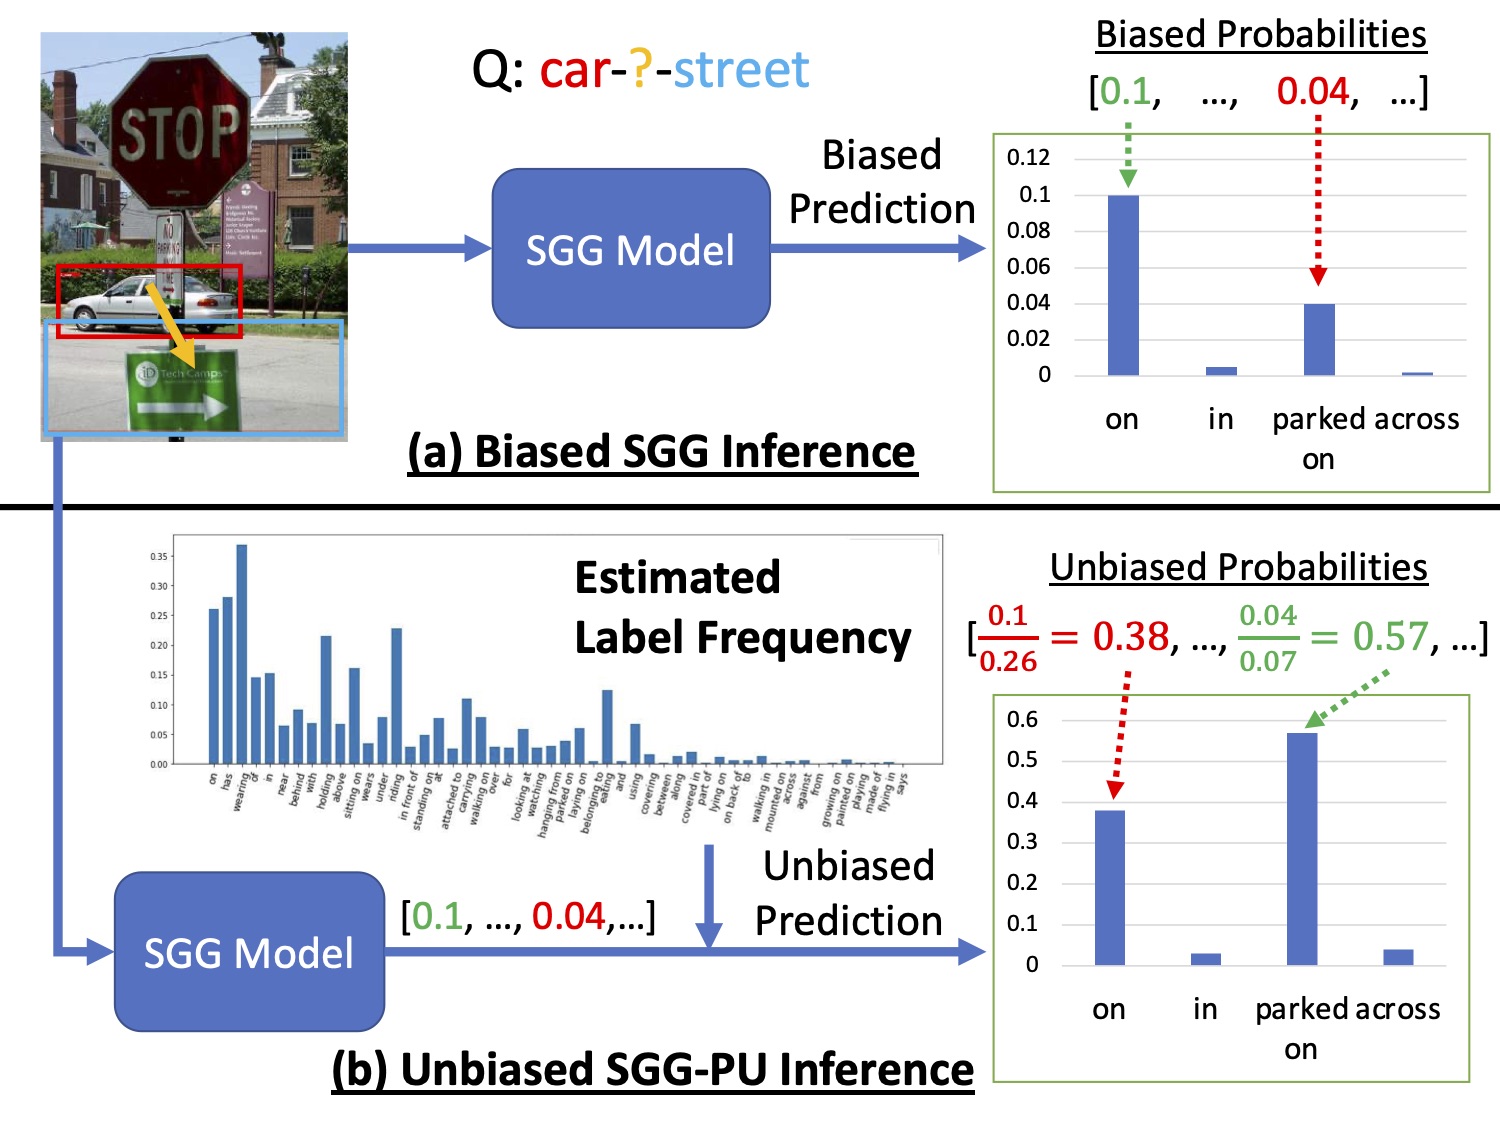 Biased Probabilities
Q: car-?-street
[0.1, ..., 0.04, ...]
STOP
NO
PARKING
TIME
iD Tech Camps
SGG Model
Biased
Prediction
0.12
0.1
0.08
0.06
0.04
0.02
0
on in parked on across
(a) Biased SGG Inference
Estimated
Label Frequency
0.35
0.30
0.25
0.20
0.15
0.10
0.05
0.00
on
has
wearing
of
in
near
behind
with
holding
above
sitting on
wears
under
riding
in front of
standing on
at
attached to
carrying
walking on
over
for
looking at
watching
hanging from
parked on
laying on
belonging to
eating
and
using
covering
between
along
covered in
part of
lying on
on back of
to
walking in
mounted on
across
against
from
growing on
painted on
playing
made of
flying in
says
Unbiased Probabilities
[0.1/0.26 = 0.38, ..., 0.04/0.07 = 0.57, ...]
SGG Model
[0.1, ..., 0.04,...]
Unbiased
Prediction
0.6
0.5
0.4
0.3
0.2
0.1
0
on in parked on across
(b) Unbiased SGG-PU Inference